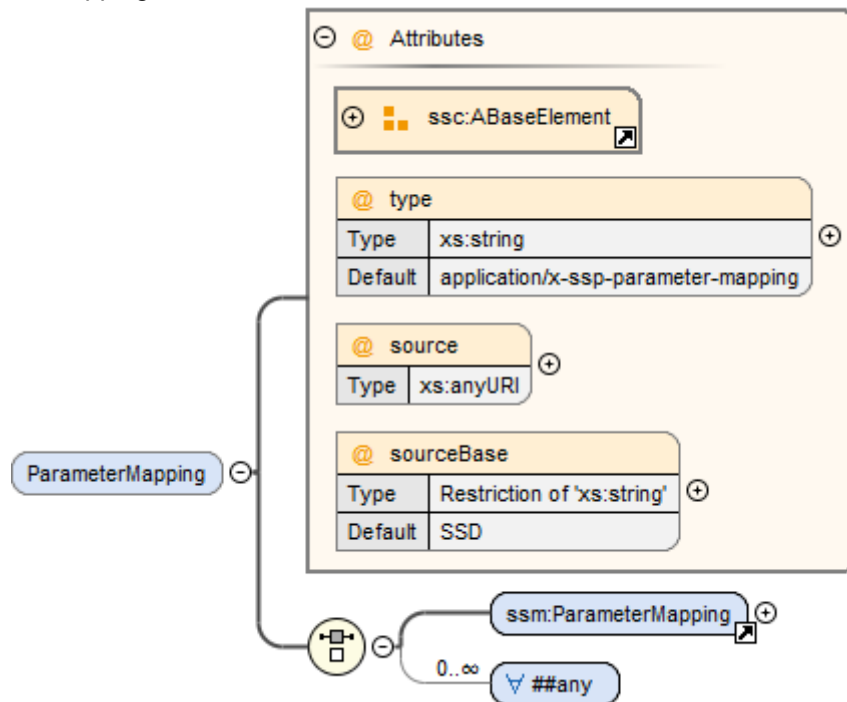 @ Attributes
ssc:ABaseElement
@ type
Type xs:string
Default application/x-ssp-parameter-mapping
@ source
Type xs:anyURI
ParameterMapping
@ sourceBase
Type Restriction of 'xs:string'
Default SSD
ssm:ParameterMapping
0..∞
∀ ##any